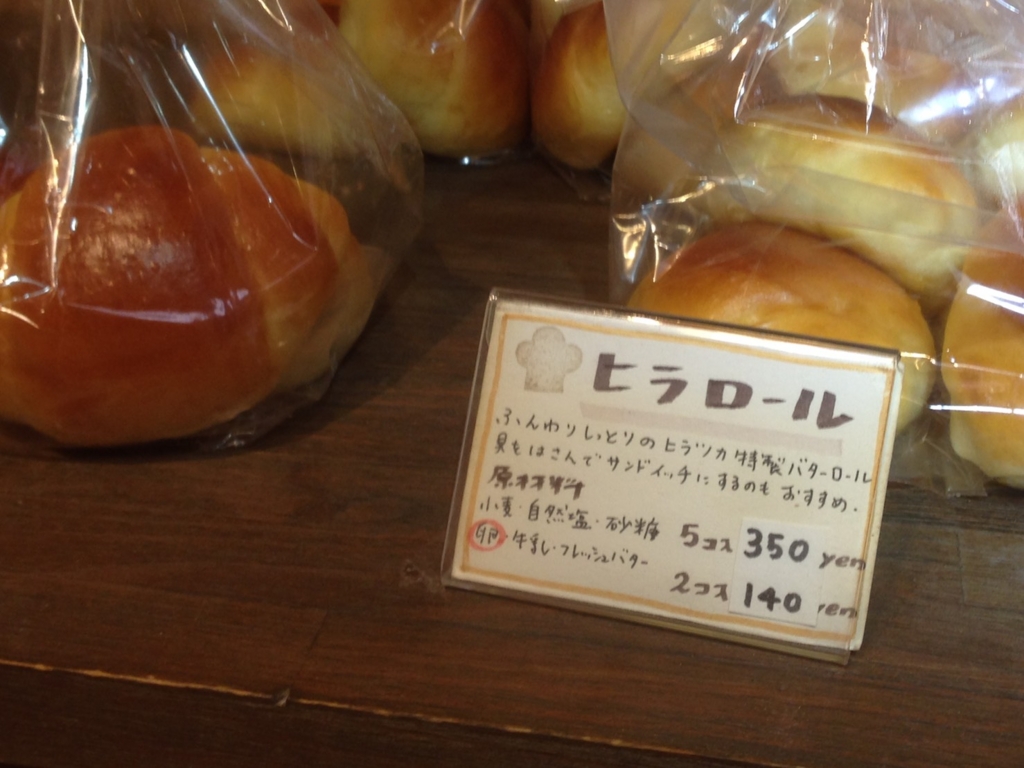 ヒラロール
ふんわりしっとりのヒラツカ特製バターロール
具をはさんでサンドイッチにするのもおすすめ.
原材料
小麦・自然塩・砂糖
卵・牛乳・フレッシュバター
5コ入 350 yen
2コ入 140 yen